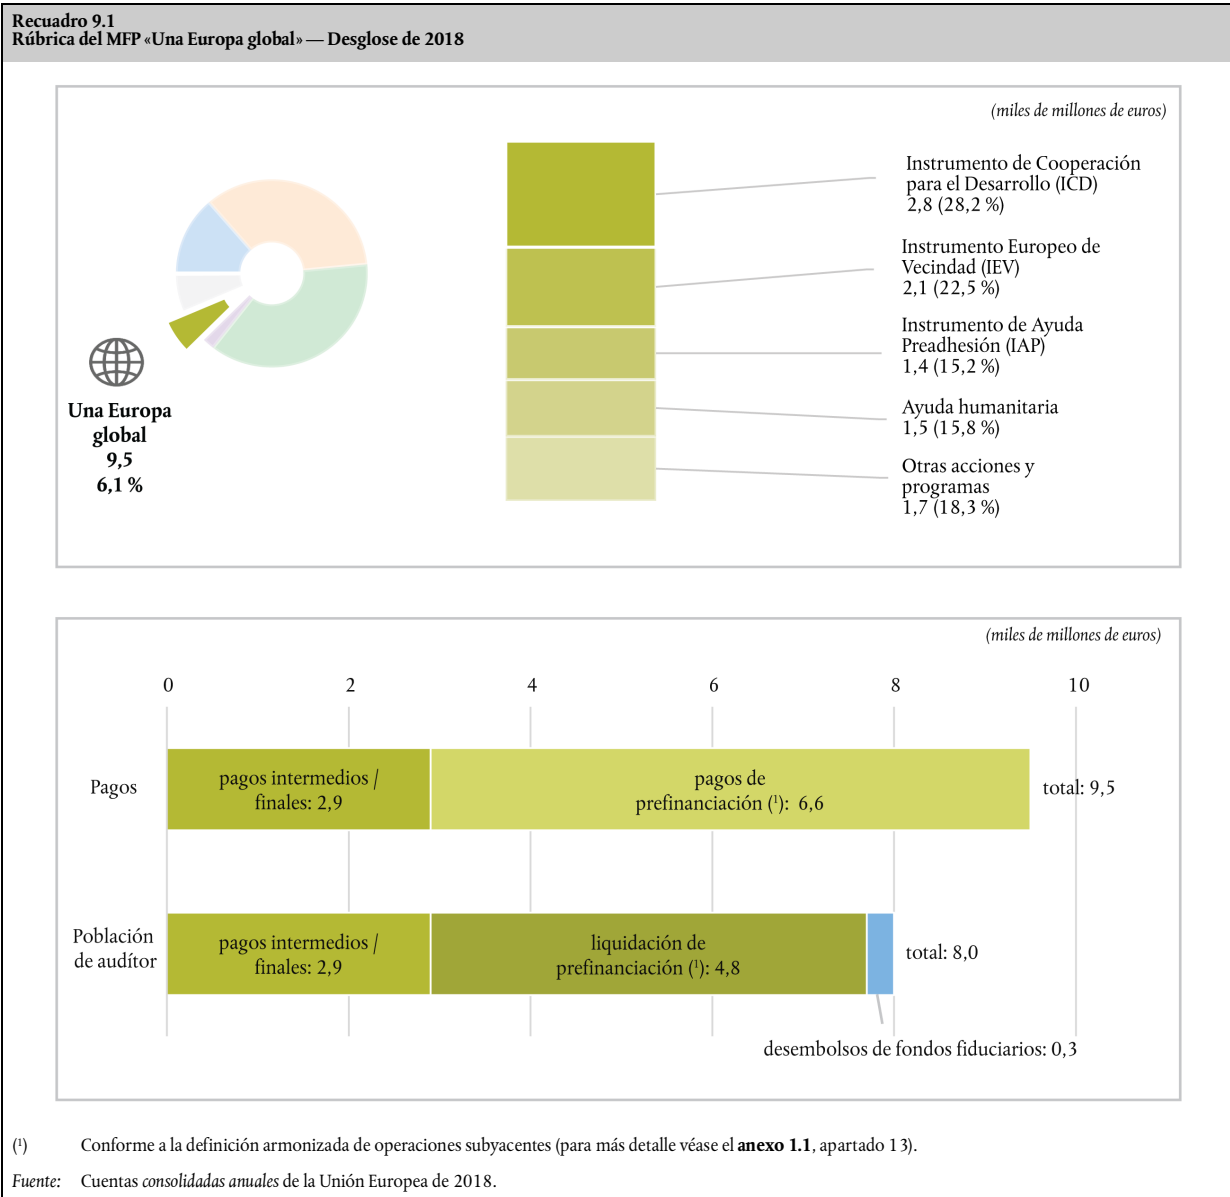 Recuadro 9.1
Rúbrica del MFP «Una Europa global» — Desglose de 2018
(miles de millones de euros)
Una Europa
global
9,5
6,1 %
Instrumento de Cooperación
para el Desarrollo (ICD)
2,8 (28,2 %)
Instrumento Europeo de
Vecindad (IEV)
2,1 (22,5 %)
Instrumento de Ayuda
Preadhesión (IAP)
1,4 (15,2 %)
Ayuda humanitaria
1,5 (15,8 %)
Otras acciones y
programas
1,7 (18,3 %)
(miles de millones de euros)
0 2 4 6 8 10
Pagos
pagos intermedios /
finales: 2,9
pagos de
prefinanciación (¹): 6,6
total: 9,5
Población
de audítor
pagos intermedios /
finales: 2,9
liquidación de
prefinanciación (¹): 4,8
total: 8,0
desembolsos de fondos fiduciarios: 0,3
(¹) Conforme a la definición armonizada de operaciones subyacentes (para más detalle véase el anexo 1.1, apartado 13).
Fuente: Cuentas consolidadas anuales de la Unión Europea de 2018.